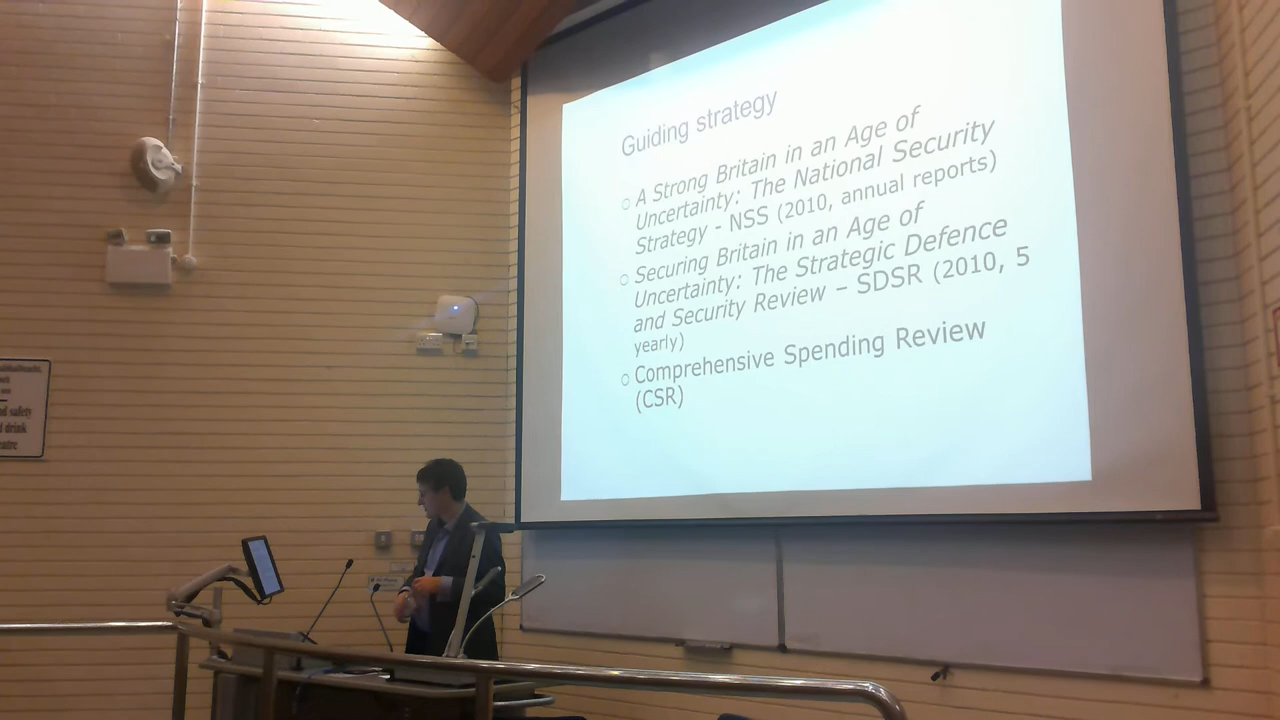 Guiding strategy
A Strong Britain in an Age of
Uncertainty: The National Security
Strategy - NSS (2010, annual reports)
Securing Britain in an Age of
Uncertainty: The Strategic Defence
and Security Review – SDSR (2010, 5
yearly)
Comprehensive Spending Review
(CSR)
safety
drink